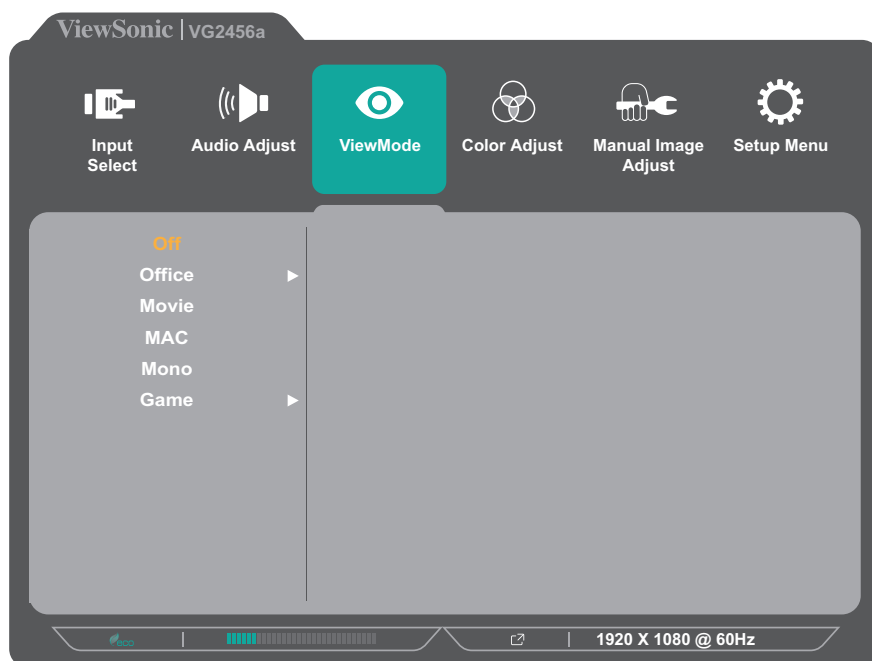 ViewSonic | VG2456a
Input
Select
Audio Adjust
ViewMode
Color Adjust
Manual Image
Adjust
Setup Menu
Off
Office ►
Movie
MAC
Mono
Game ►
eco | | 1920 X 1080 @ 60Hz